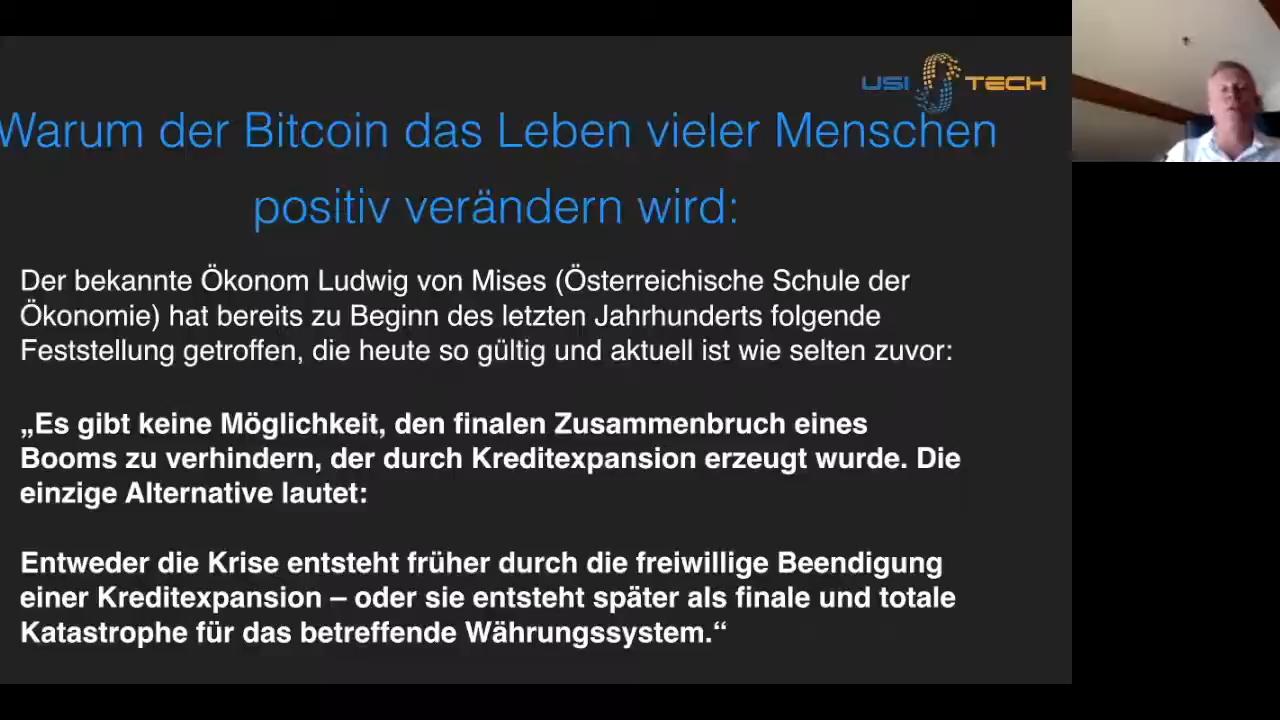 USI TECH
Warum der Bitcoin das Leben vieler Menschen
positiv verändern wird:
Der bekannte Ökonom Ludwig von Mises (Österreichische Schule der
Ökonomie) hat bereits zu Beginn des letzten Jahrhunderts folgende
Feststellung getroffen, die heute so gültig und aktuell ist wie selten zuvor:
„Es gibt keine Möglichkeit, den finalen Zusammenbruch eines
Booms zu verhindern, der durch Kreditexpansion erzeugt wurde. Die
einzige Alternative lautet:
Entweder die Krise entsteht früher durch die freiwillige Beendigung
einer Kreditexpansion – oder sie entsteht später als finale und totale
Katastrophe für das betreffende Währungssystem.“